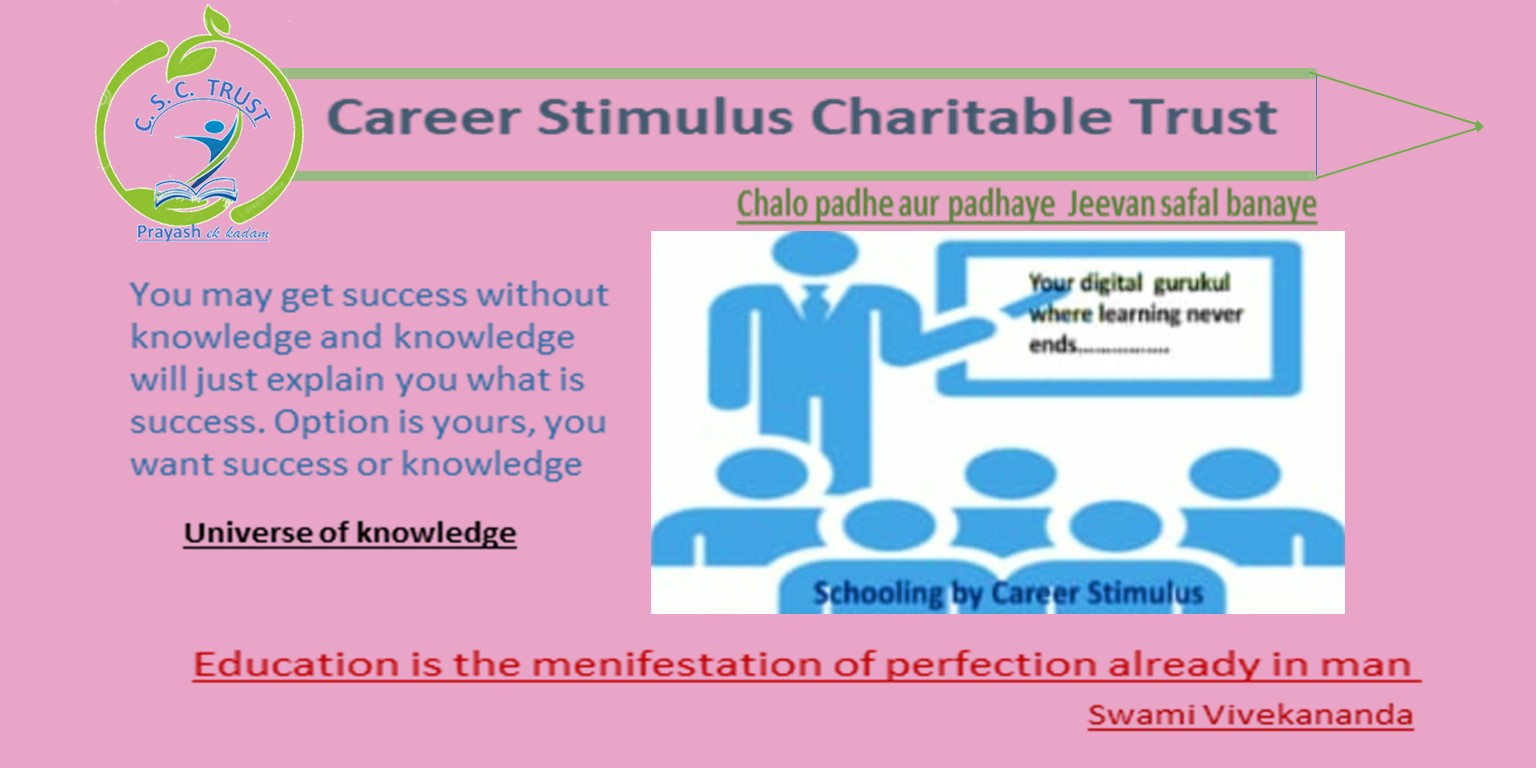 C. S. C. TRUST
Prayash ek kadam
Career Stimulus Charitable Trust
Chalo padhe aur padhaye Jeevan safal banaye
You may get success without
knowledge and knowledge
will just explain you what is
success. Option is yours, you
want success or knowledge
Universe of knowledge
Your digital gurukul
where learning never
ends................
Schooling by Career Stimulus
Education is the menifestation of perfection already in man
Swami Vivekananda